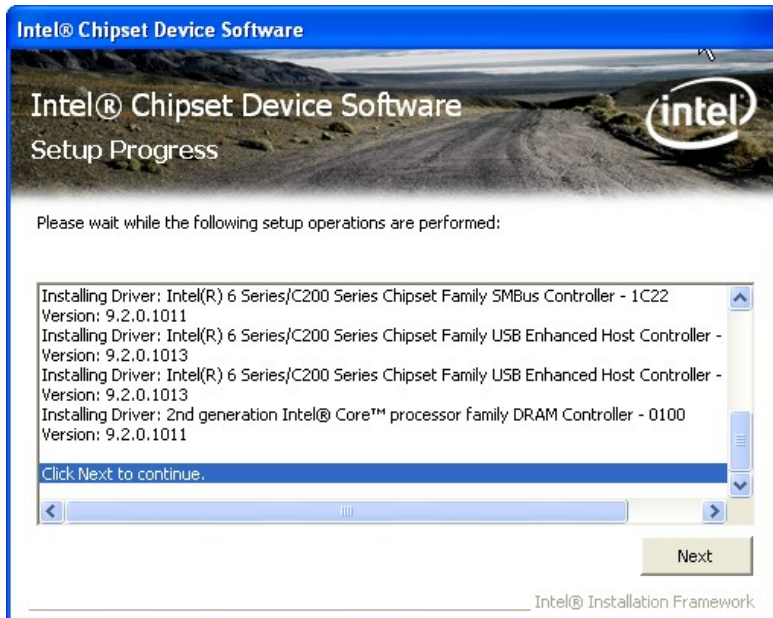 Intel® Chipset Device Software
Intel® Chipset Device Software
intel
Setup Progress
Please wait while the following setup operations are performed:
Installing Driver: Intel(R) 6 Series/C200 Series Chipset Family SMBus Controller - 1C22
Version: 9.2.0.1011
Installing Driver: Intel(R) 6 Series/C200 Series Chipset Family USB Enhanced Host Controller -
Version: 9.2.0.1013
Installing Driver: Intel(R) 6 Series/C200 Series Chipset Family USB Enhanced Host Controller -
Version: 9.2.0.1013
Installing Driver: 2nd generation Intel® Core™ processor family DRAM Controller - 0100
Version: 9.2.0.1011
Click Next to continue.
Next
Intel® Installation Framework